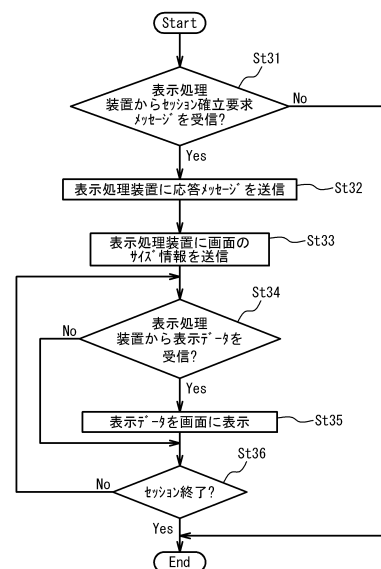 Start
St31
表示処理
装置からセッション確立要求
メッセージを受信?
No
Yes
表示処理装置に応答メッセージを送信
St32
表示処理装置に画面の
サイズ情報を送信
St33
St34
表示処理
装置から表示データを
受信?
No
Yes
表示データを画面に表示
St35
St36
セッション終了?
No
Yes
End